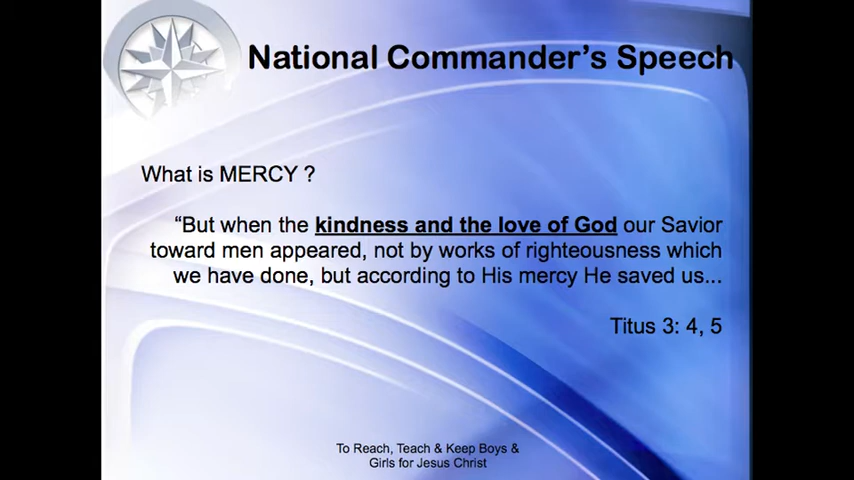 National Commander’s Speech
What is MERCY ?
“But when the kindness and the love of God our Savior
toward men appeared, not by works of righteousness which
we have done, but according to His mercy He saved us...
Titus 3: 4, 5
To Reach, Teach & Keep Boys &
Girls for Jesus Christ